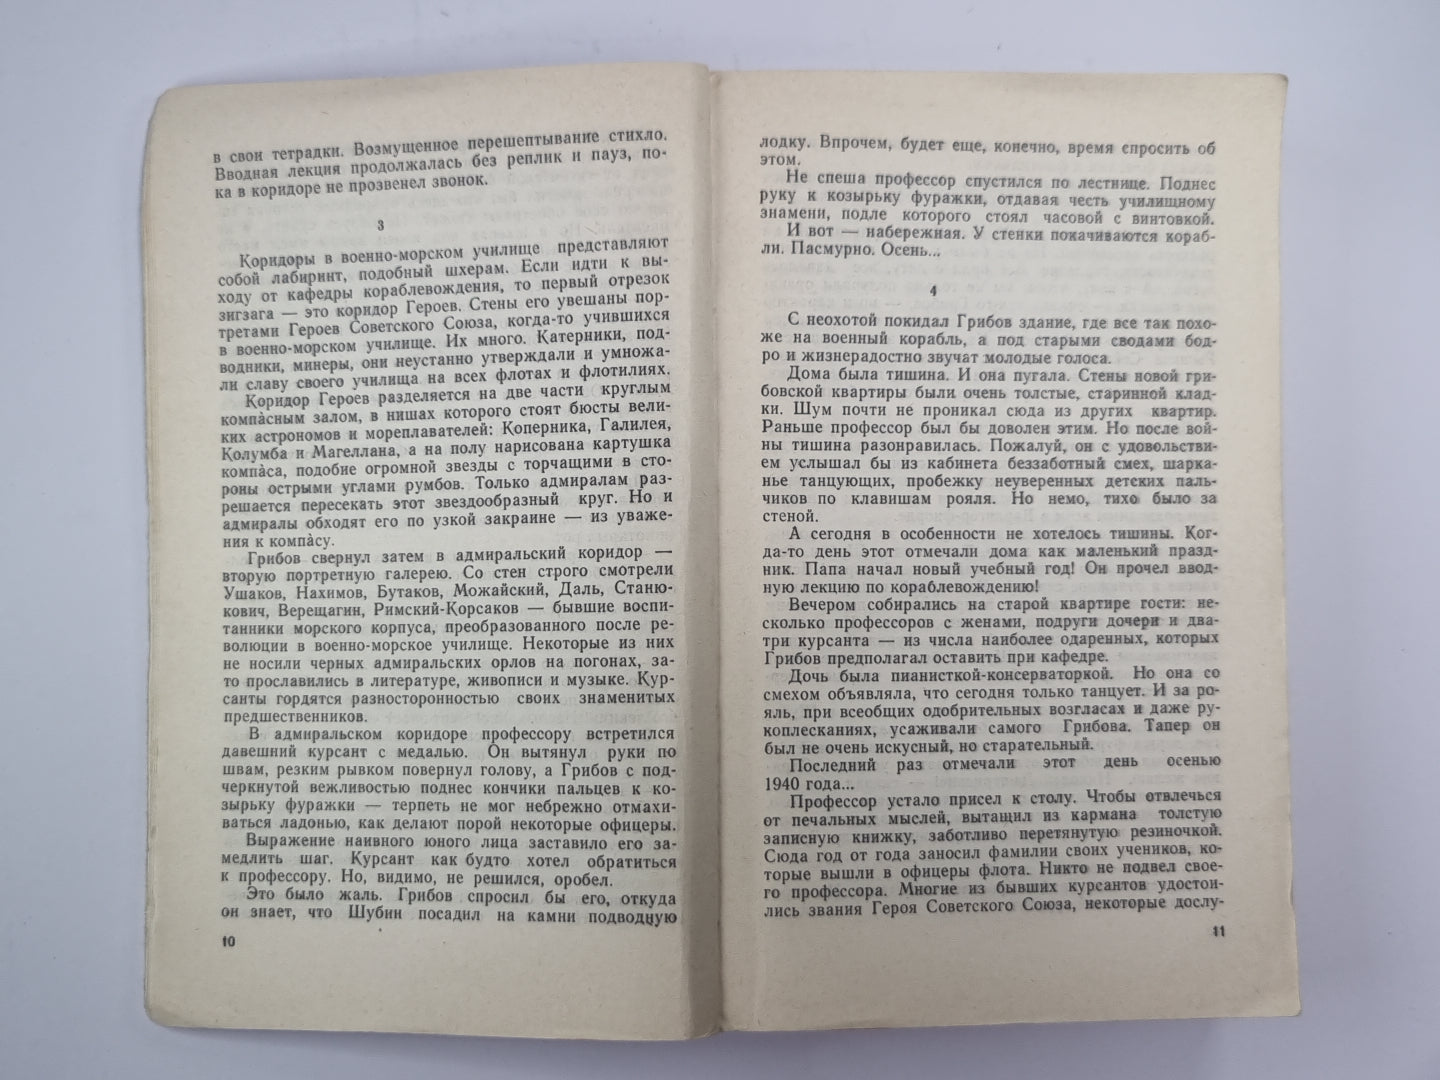 в свои тетрадки. Возмущенное перешептывание стихло.
Вводная лекция продолжалась без реплик и пауз, по-
ка в коридоре не прозвенел звонок.
3
Коридоры в военно-морском училище представляют
собой лабиринт, подобный шхерам. Если идти к вы-
ходу от кафедры кораблевождения, то первый отрезок
зигзага — это коридор Героев. Стены его увешаны пор-
третами Героев Советского Союза, когда-то учившихся
в военно-морском училище. Их много. Катерники, под-
водники, минеры, они неустанно утверждали и умножа-
ли славу своего училища на всех флотах и флотилиях.
Коридор Героев разделяется на две части круглым
компа̀сным залом, в нишах которого стоят бюсты вели-
ких астрономов и мореплавателей: Коперника, Галилея,
Колумба и Магеллана, а на полу нарисована картушка
компа̀са, подобие огромной звезды с торчащими в сто-
роны острыми углами румбов. Только адмиралам раз-
решается пересекать этот звездообразный круг. Но и
адмиралы обходят его по узкой закраине — из уваже-
ния к компа̀су.
Грибов свернул затем в адмиральский коридор —
вторую портретную галерею. Со стен строго смотрели
Ушаков, Нахимов, Бутаков, Можайский, Даль, Станю-
кович, Верещагин, Римский-Корсаков — бывшие воспи-
танники морского корпуса, преобразованного после ре-
волюции в военно-морское училище. Некоторые из них
не носили черных адмиральских орлов на погонах, за-
то прославились в литературе, живописи и музыке. Кур-
санты гордятся разносторонностью своих знаменитых
предшественников.
В адмиральском коридоре профессору встретился
давешний курсант с медалью. Он вытянул руки по
швам, резким рывком повернул голову, а Грибов с под-
черкнутой вежливостью поднес кончики пальцев к ко-
зырьку фуражки — терпеть не мог небрежно отмахи-
ваться ладонью, как делают порой некоторые офицеры.
Выражение наивного юного лица заставило его за-
медлить шаг. Курсант как будто хотел обратиться
к профессору. Но, видимо, не решился, оробел.
Это было жаль. Грибов спросил бы его, откуда
он знает, что Шубин посадил на камни подводную
10
лодку. Впрочем, будет еще, конечно, время спросить об
этом.
Не спеша профессор спустился по лестнице. Поднес
руку к козырьку фуражки, отдавая честь училищному
знамени, подле которого стоял часовой с винтовкой.
И вот — набережная. У стенки покачиваются кораб-
ли. Пасмурно. Осень...
4
С неохотой покидал Грибов здание, где все так похо-
же на военный корабль, а под старыми сводами бод-
ро и жизнерадостно звучат молодые голоса.
Дома была тишина. И она пугала. Стены новой гри-
бовской квартиры были очень толстые, старинной клад-
ки. Шум почти не проникал сюда из других квартир.
Раньше профессор был бы доволен этим. Но после вой-
ны тишина разонравилась. Пожалуй, он с удовольстви-
ем услышал бы из кабинета беззаботный смех, шарка-
нье танцующих, пробежку неуверенных детских паль-
чиков по клавишам рояля. Но немо, тихо было за
стеной.
А сегодня в особенности не хотелось тишины. Ког-
да-то день этот отмечали дома как маленький празд-
ник. Папа начал новый учебный год! Он прочел ввод-
ную лекцию по кораблевождению!
Вечером собирались на старой квартире гости: не-
сколько профессоров с женами, подруги дочери и два-
три курсанта — из числа наиболее одаренных, которых
Грибов предполагал оставить при кафедре.
Дочь была пианисткой-консерваторкой. Но она со
смехом объявляла, что сегодня только танцует. И за ро-
яль, при всеобщих одобрительных возгласах и даже ру-
коплесканиях, усаживали самого Грибова. Тапер он
был не очень искусный, но старательный.
Последний раз отмечали этот день осенью
1940 года...
Профессор устало присел к столу. Чтобы отвлечься
от печальных мыслей, вытащил из кармана толстую
записную книжку, заботливо перетянутую резиночкой.
Сюда год от года заносил фамилии своих учеников, ко-
торые вышли в офицеры флота. Никто не подвел свое-
го профессора. Многие из бывших курсантов удостои-
лись звания Героя Советского Союза, некоторые дослу-
11